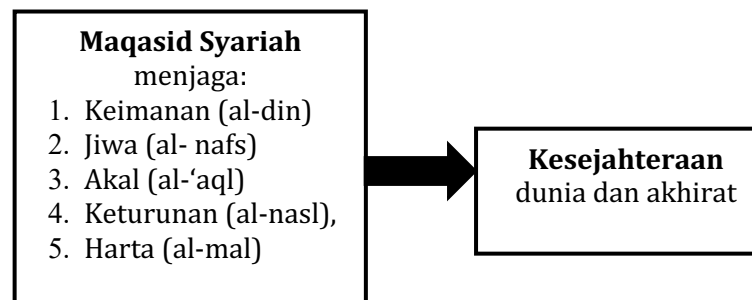 Maqasid Syariah
menjaga:
1. Keimanan (al-din)
2. Jiwa (al- nafs)
3. Akal (al-‘aql)
4. Keturunan (al-nasl),
5. Harta (al-mal)
Kesejahteraan
dunia dan akhirat